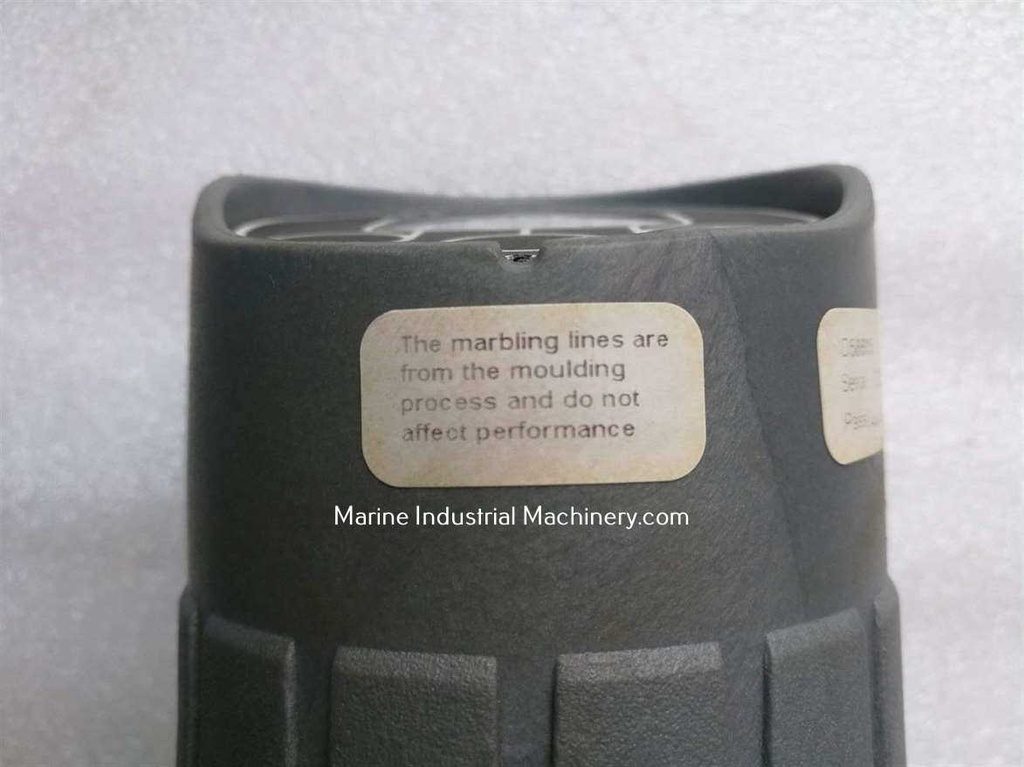 The marbling lines are
from the moulding
process and do not
affect performance
Marine Industrial Machinery.com